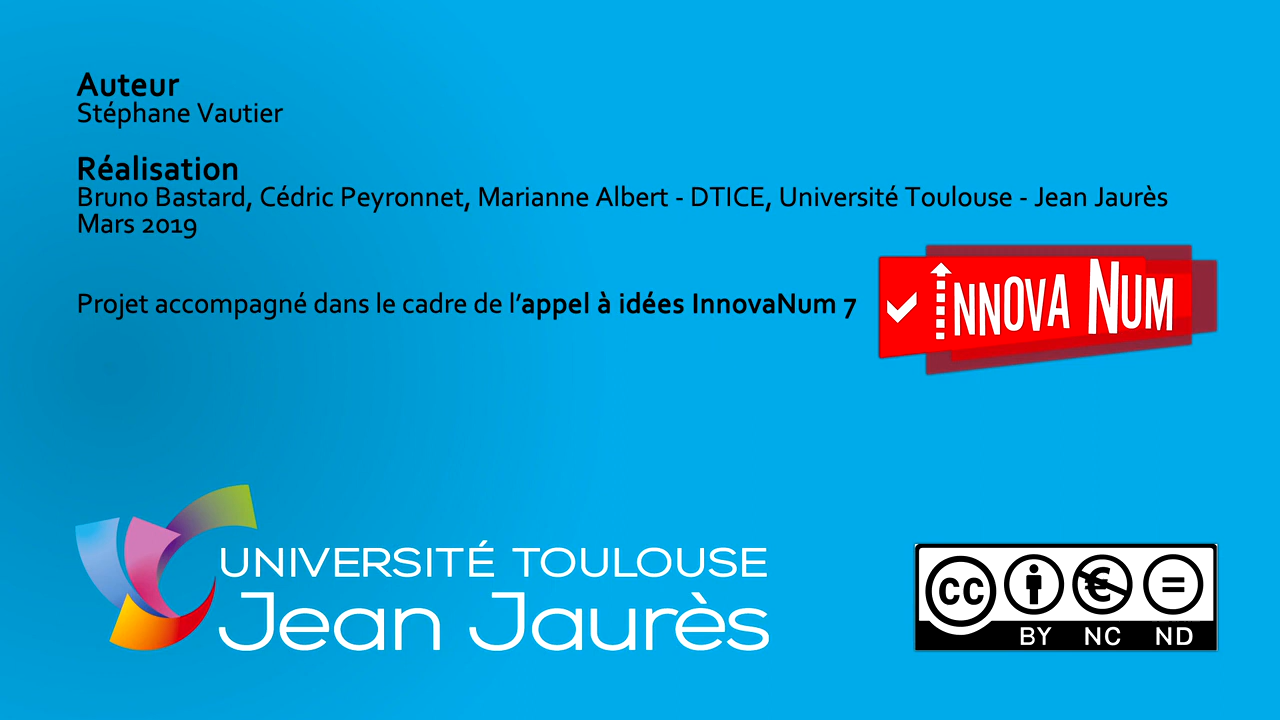 Auteur
Stéphane Vautier
Réalisation
Bruno Bastard, Cédric Peyronnet, Marianne Albert - DTICE, Université Toulouse - Jean Jaurès
Mars 2019
Projet accompagné dans le cadre de l’appel à idées InnovaNum 7
INNOVA NUM
UNIVERSITÉ TOULOUSE
Jean Jaurès
cc
BY NC ND